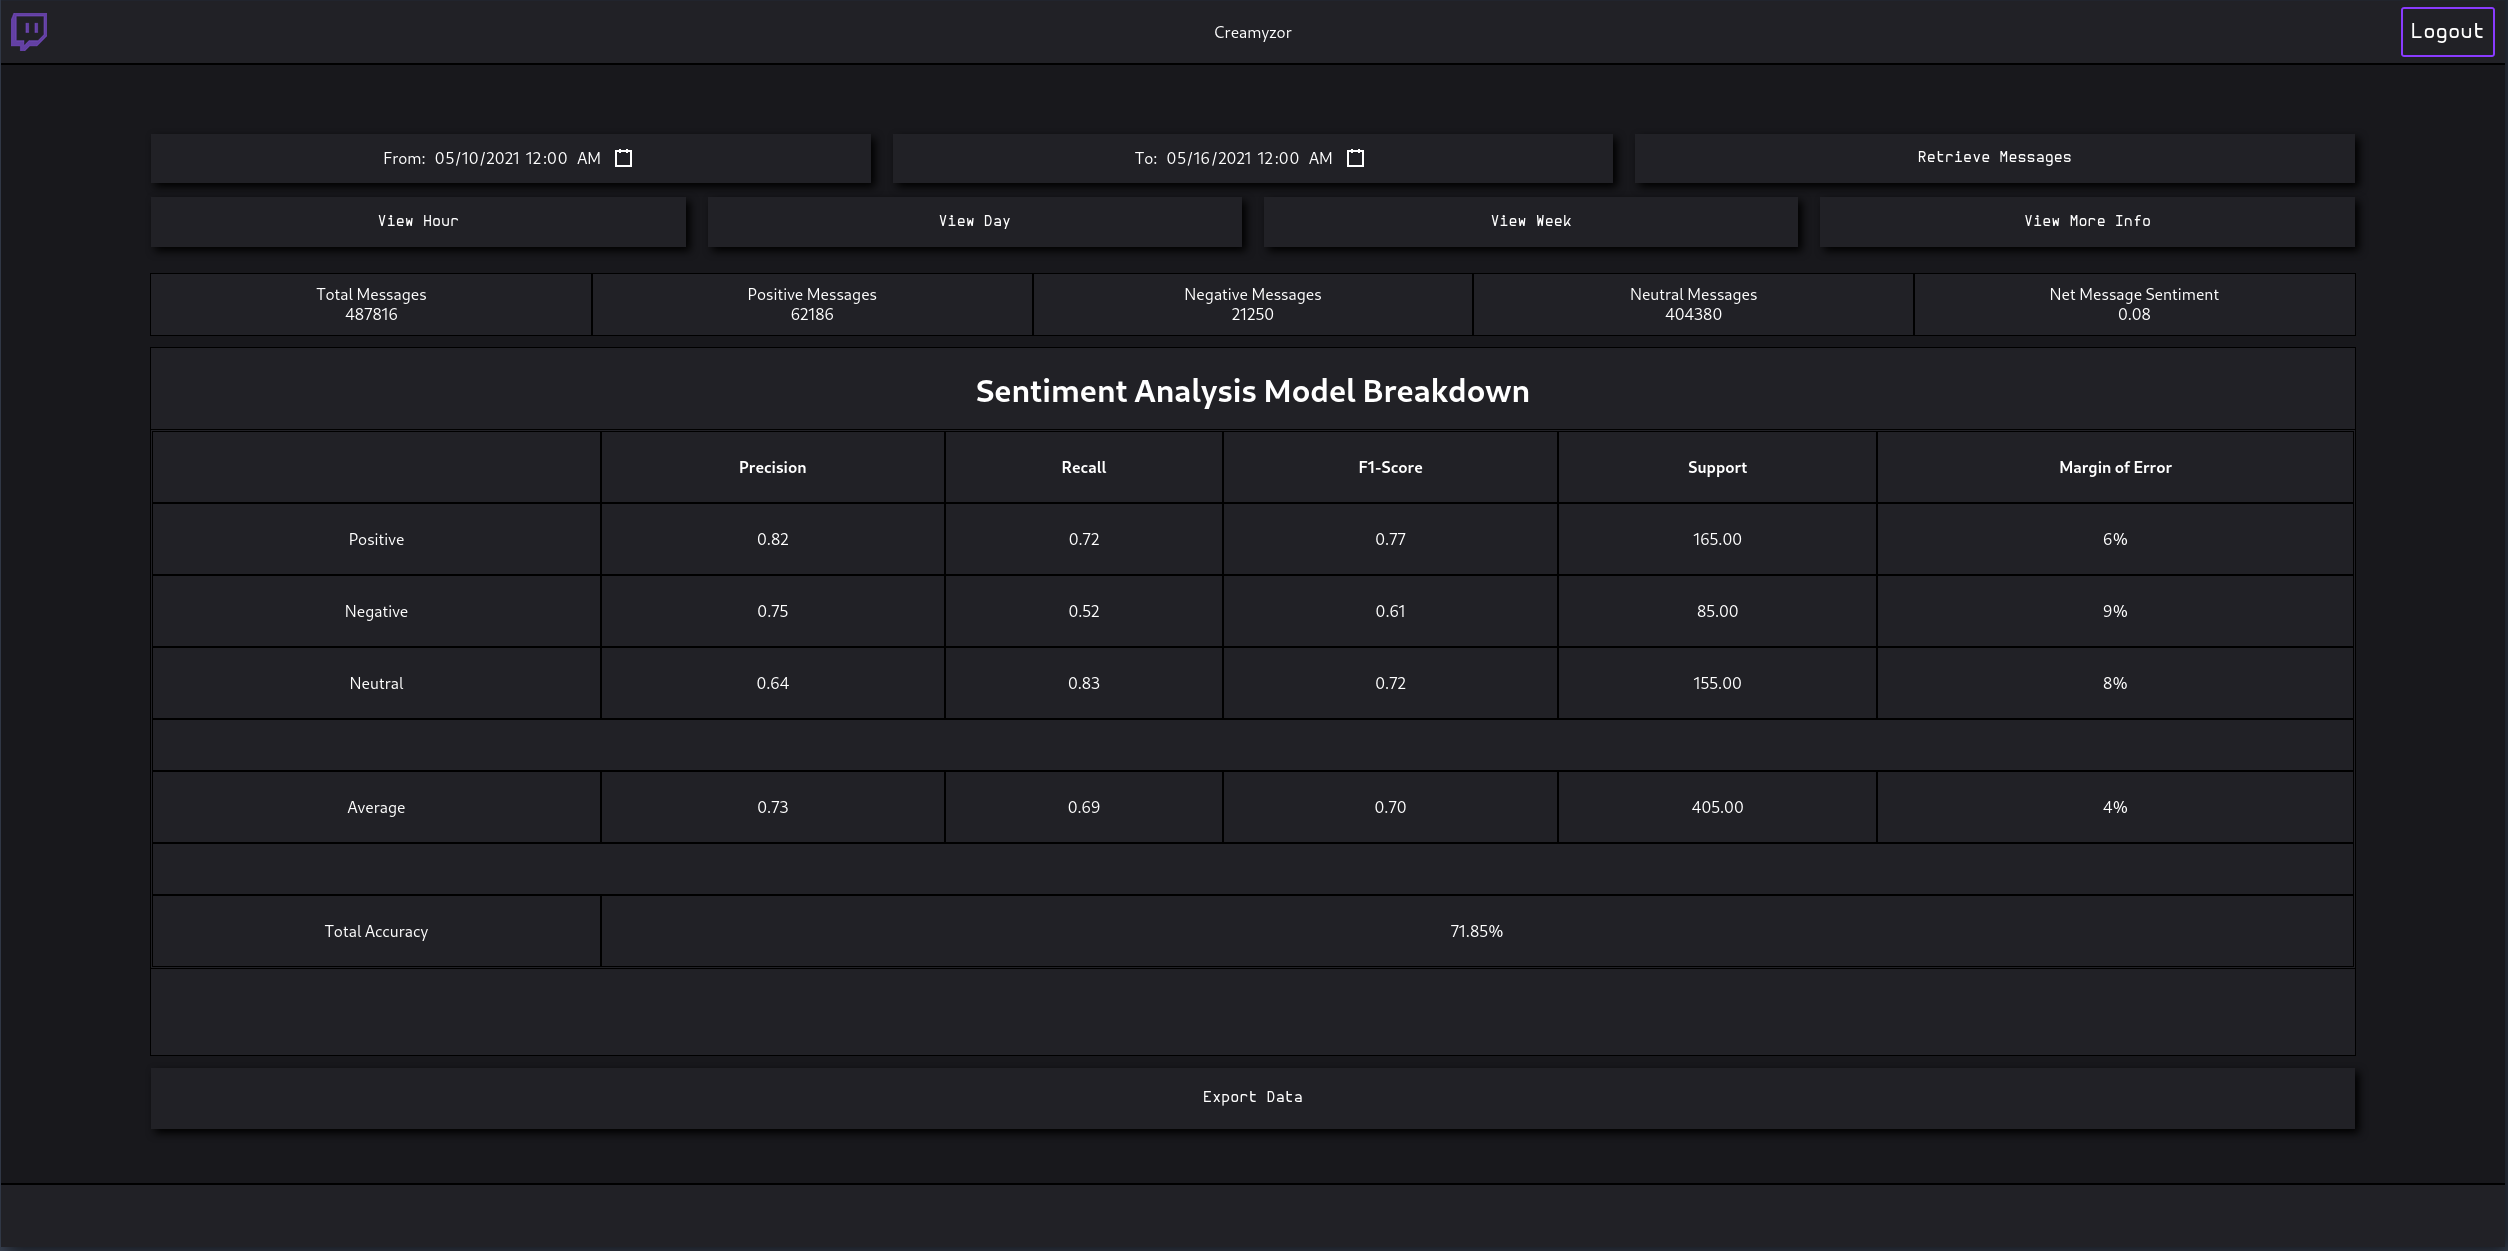 Creamyzor
Logout
From: 05/10/2021 12:00 AM
To: 05/16/2021 12:00 AM
Retrieve Messages
View Hour
View Day
View Week
View More Info
Total Messages
487816
Positive Messages
62186
Negative Messages
21250
Neutral Messages
404380
Net Message Sentiment
0.08
Sentiment Analysis Model Breakdown
Precision Recall F1-Score Support Margin of Error
Positive 0.82 0.72 0.77 165.00 6%
Negative 0.75 0.52 0.61 85.00 9%
Neutral 0.64 0.83 0.72 155.00 8%
Average 0.73 0.69 0.70 405.00 4%
Total Accuracy 71.85%
Export Data